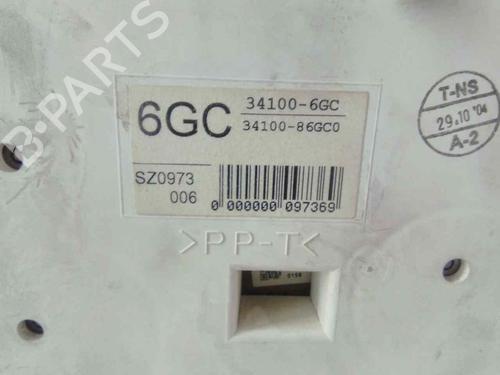 B-PARTS
6GC
34100-6GC
34100-86GC0
SZ0973
006
0 000000 097369
>PP-T<
T-NS
29.10 '04
A-2